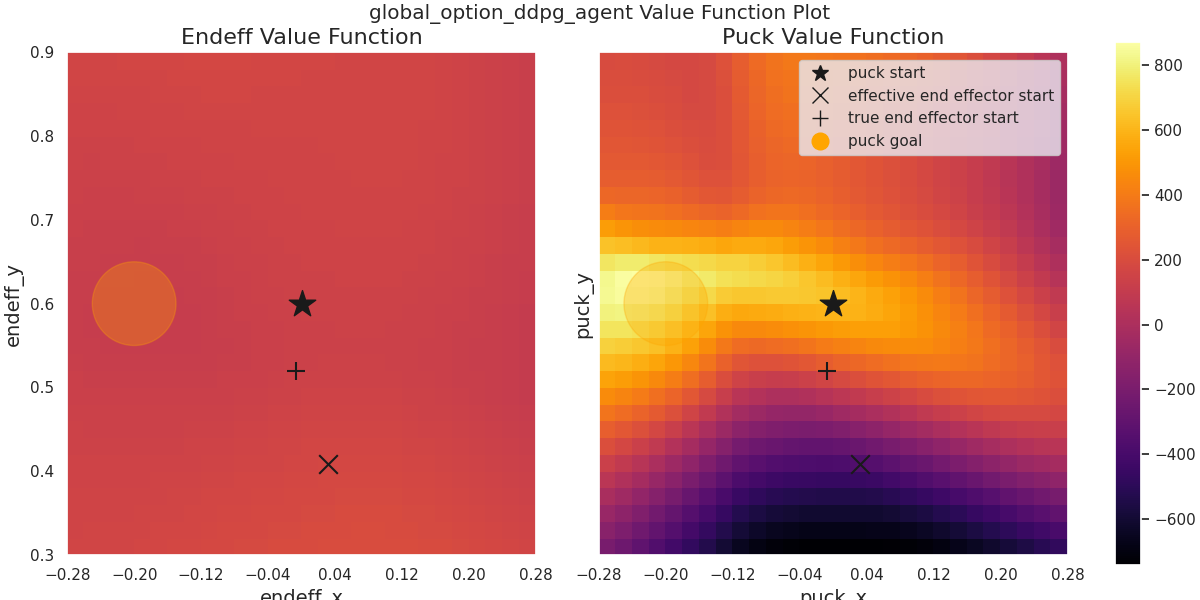 global_option_ddpg_agent Value Function Plot
Endeff Value Function
Puck Value Function
0.9
0.8
0.7
0.6
0.5
0.4
0.3
endeff_y
−0.28 −0.20 −0.12 −0.04 0.04 0.12 0.20 0.28
endeff_x
puck_y
puck start
effective end effector start
true end effector start
puck goal
−0.28 −0.20 −0.12 −0.04 0.04 0.12 0.20 0.28
puck_x
800
600
400
200
0
−200
−400
−600